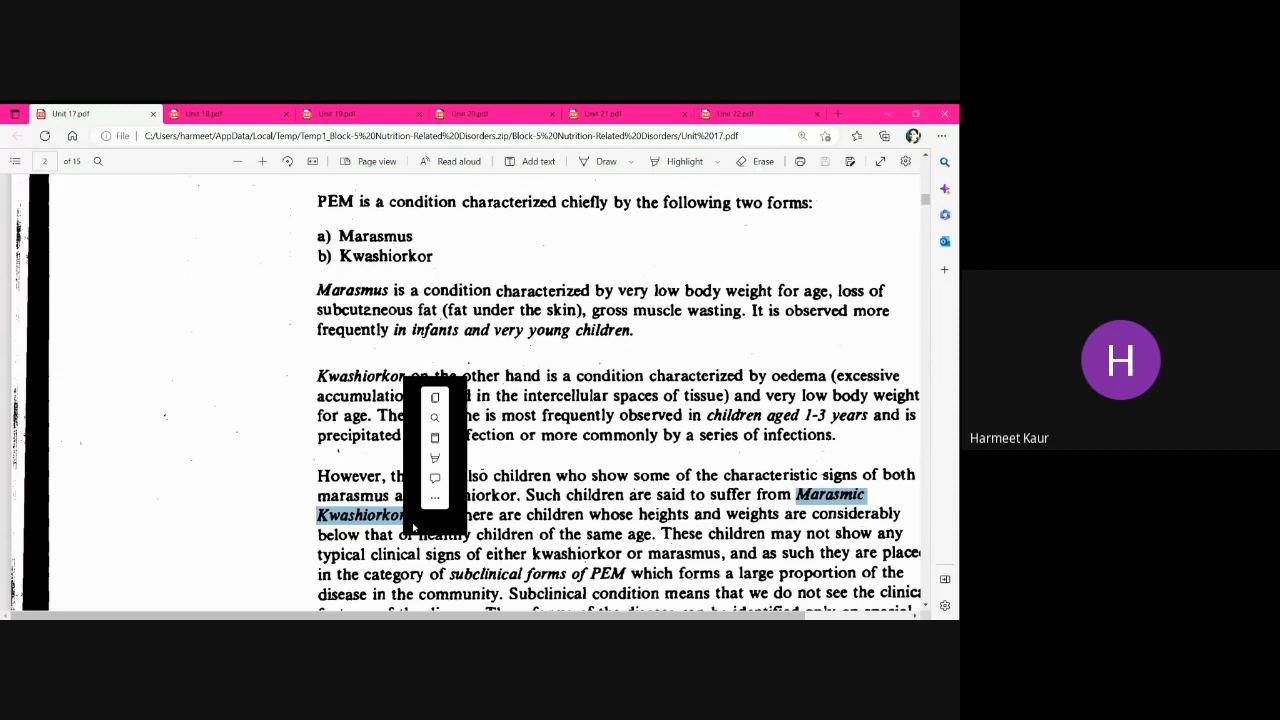 Unit 17.pdf
Unit 18.pdf
Unit 19.pdf
Unit 20.pdf
Unit 21.pdf
Unit 22.pdf
File
C:/Users/harmeet/AppData/Local/Temp/Temp1_Block-5%20Nutrition-Related%20Disorders.zip/Block-5%20Nutrition-Related%20Disorders/Unit%2017.pdf
2 of 15
Page view
Read aloud
Add text
Draw
Highlight
Erase
PEM is a condition characterized chiefly by the following two forms:
a) Marasmus
b) Kwashiorkor
Marasmus is a condition characterized by very low body weight for age, loss of
subcutaneous fat (fat under the skin), gross muscle wasting. It is observed more
frequently in infants and very young children.
Kwashiorkor on the other hand is a condition characterized by oedema (excessive
accumulatio in the intercellular spaces of tissue) and very low body weight
for age. The is most frequently observed in children aged 1-3 years and is
precipitated fection or more commonly by a series of infections.
However, th lso children who show some of the characteristic signs of both
marasmus a iorkor. Such children are said to suffer from Marasmic
Kwashiorkor here are children whose heights and weights are considerably
below that of healthy children of the same age. These children may not show any
typical clinical signs of either kwashiorkor or marasmus, and as such they are place
in the category of subclinical forms of PEM which forms a large proportion of the
disease in the community. Subclinical condition means that we do not see the clinica
H
Harmeet Kaur